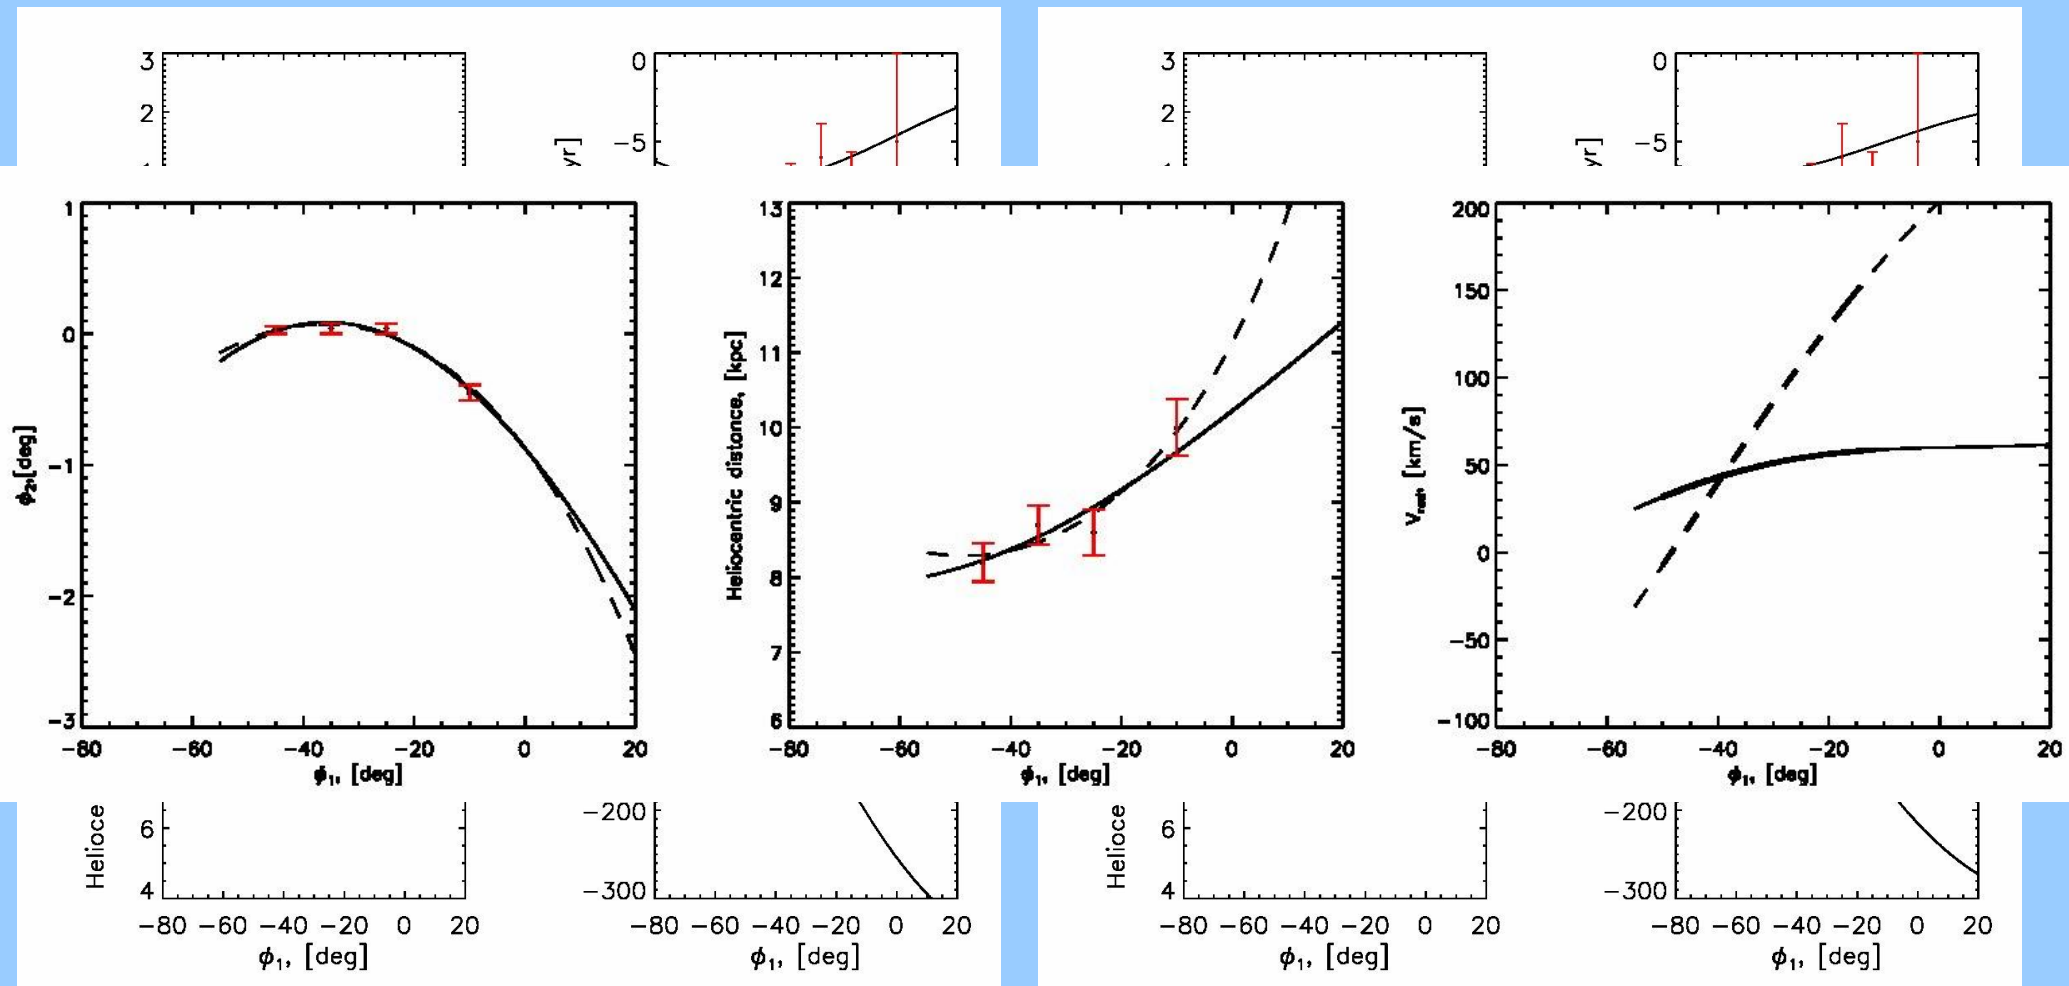 3
2
0
−5
yr]
3
2
0
−5
yr]
1
0
−1
−2
−3
ϕ₂,[deg]
−80 −60 −40 −20 0 20
ϕ₁, [deg]
13
12
11
10
9
8
7
6
Heliocentric distance, [kpc]
−80 −60 −40 −20 0 20
ϕ₁, [deg]
200
150
100
50
0
−50
−100
[km/s]
−80 −60 −40 −20 0 20
ϕ₁, [deg]
Helioce
6
4
−80 −60 −40 −20 0 20
ϕ₁, [deg]
−200
−300
−80 −60 −40 −20 0 20
ϕ₁, [deg]
Helioce
6
4
−80 −60 −40 −20 0 20
ϕ₁, [deg]
−200
−300
−80 −60 −40 −20 0 20
ϕ₁, [deg]